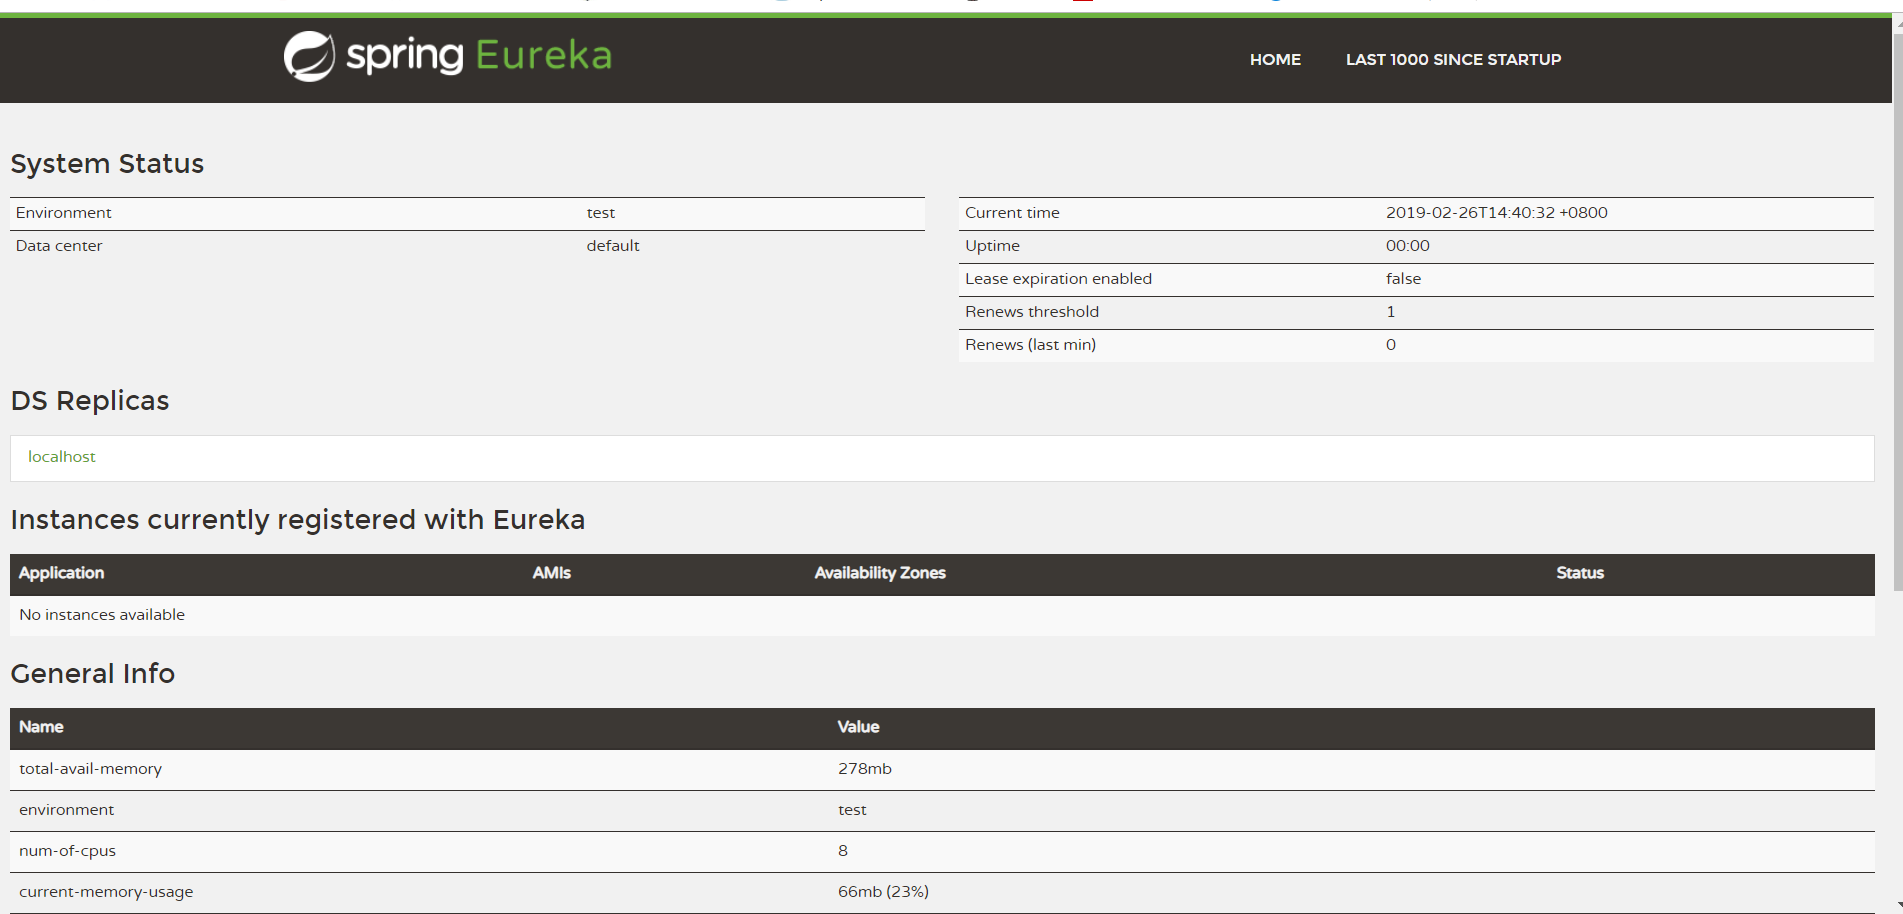 spring Eureka
HOME LAST 1000 SINCE STARTUP
System Status
Environment test
Data center default
Current time 2019-02-26T14:40:32 +0800
Uptime 00:00
Lease expiration enabled false
Renews threshold 1
Renews (last min) 0
DS Replicas
localhost
Instances currently registered with Eureka
Application AMIs Availability Zones Status
No instances available
General Info
Name Value
total-avail-memory 278mb
environment test
num-of-cpus 8
current-memory-usage 66mb (23%)